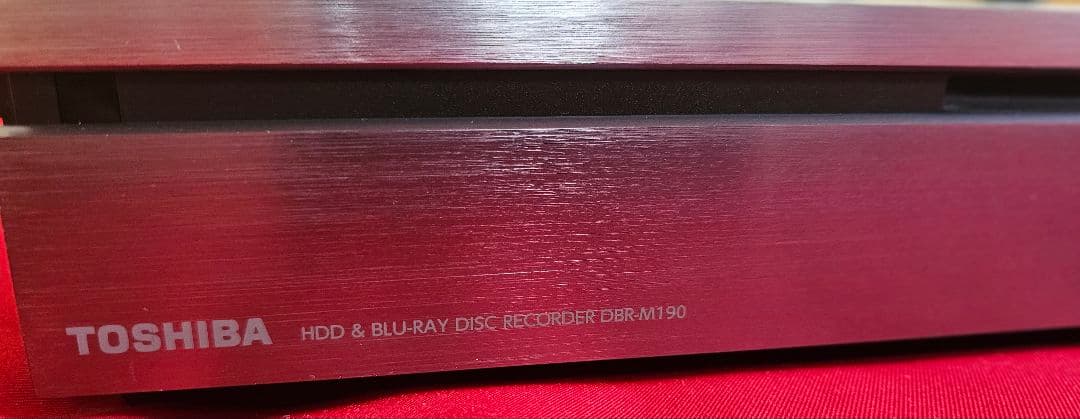 TOSHIBA HDD & BLU-RAY DISC RECORDER DBR-M190